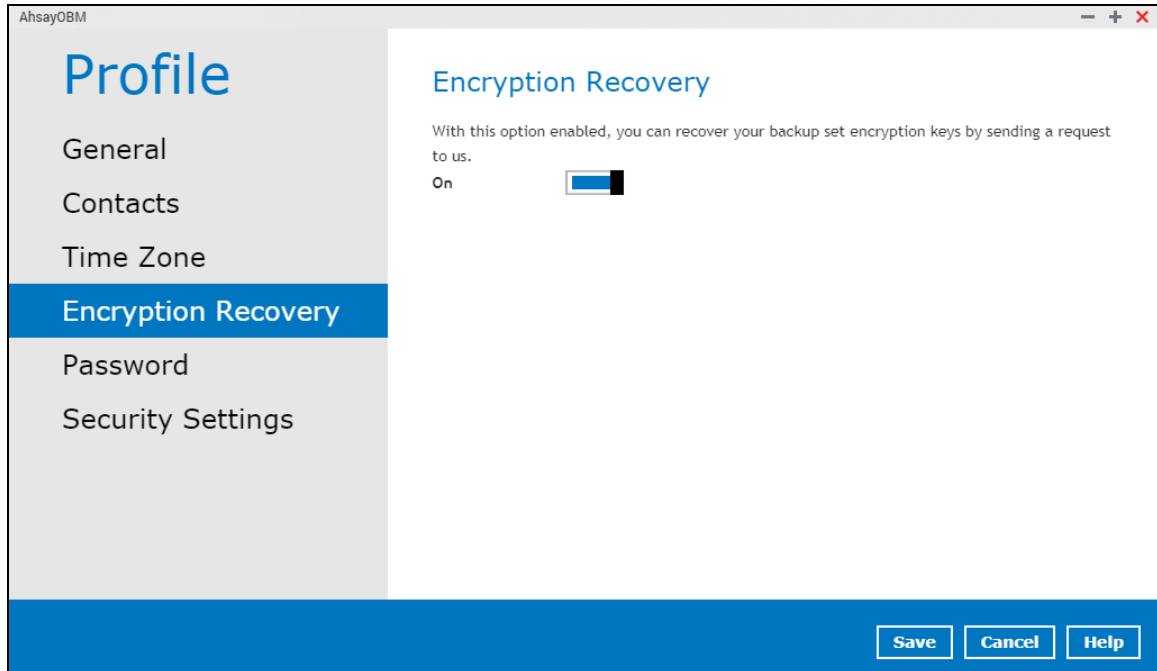 AhsayOBM
Profile
General
Contacts
Time Zone
Encryption Recovery
Password
Security Settings
Encryption Recovery
With this option enabled, you can recover your backup set encryption keys by sending a request
to us.
On
Save Cancel Help